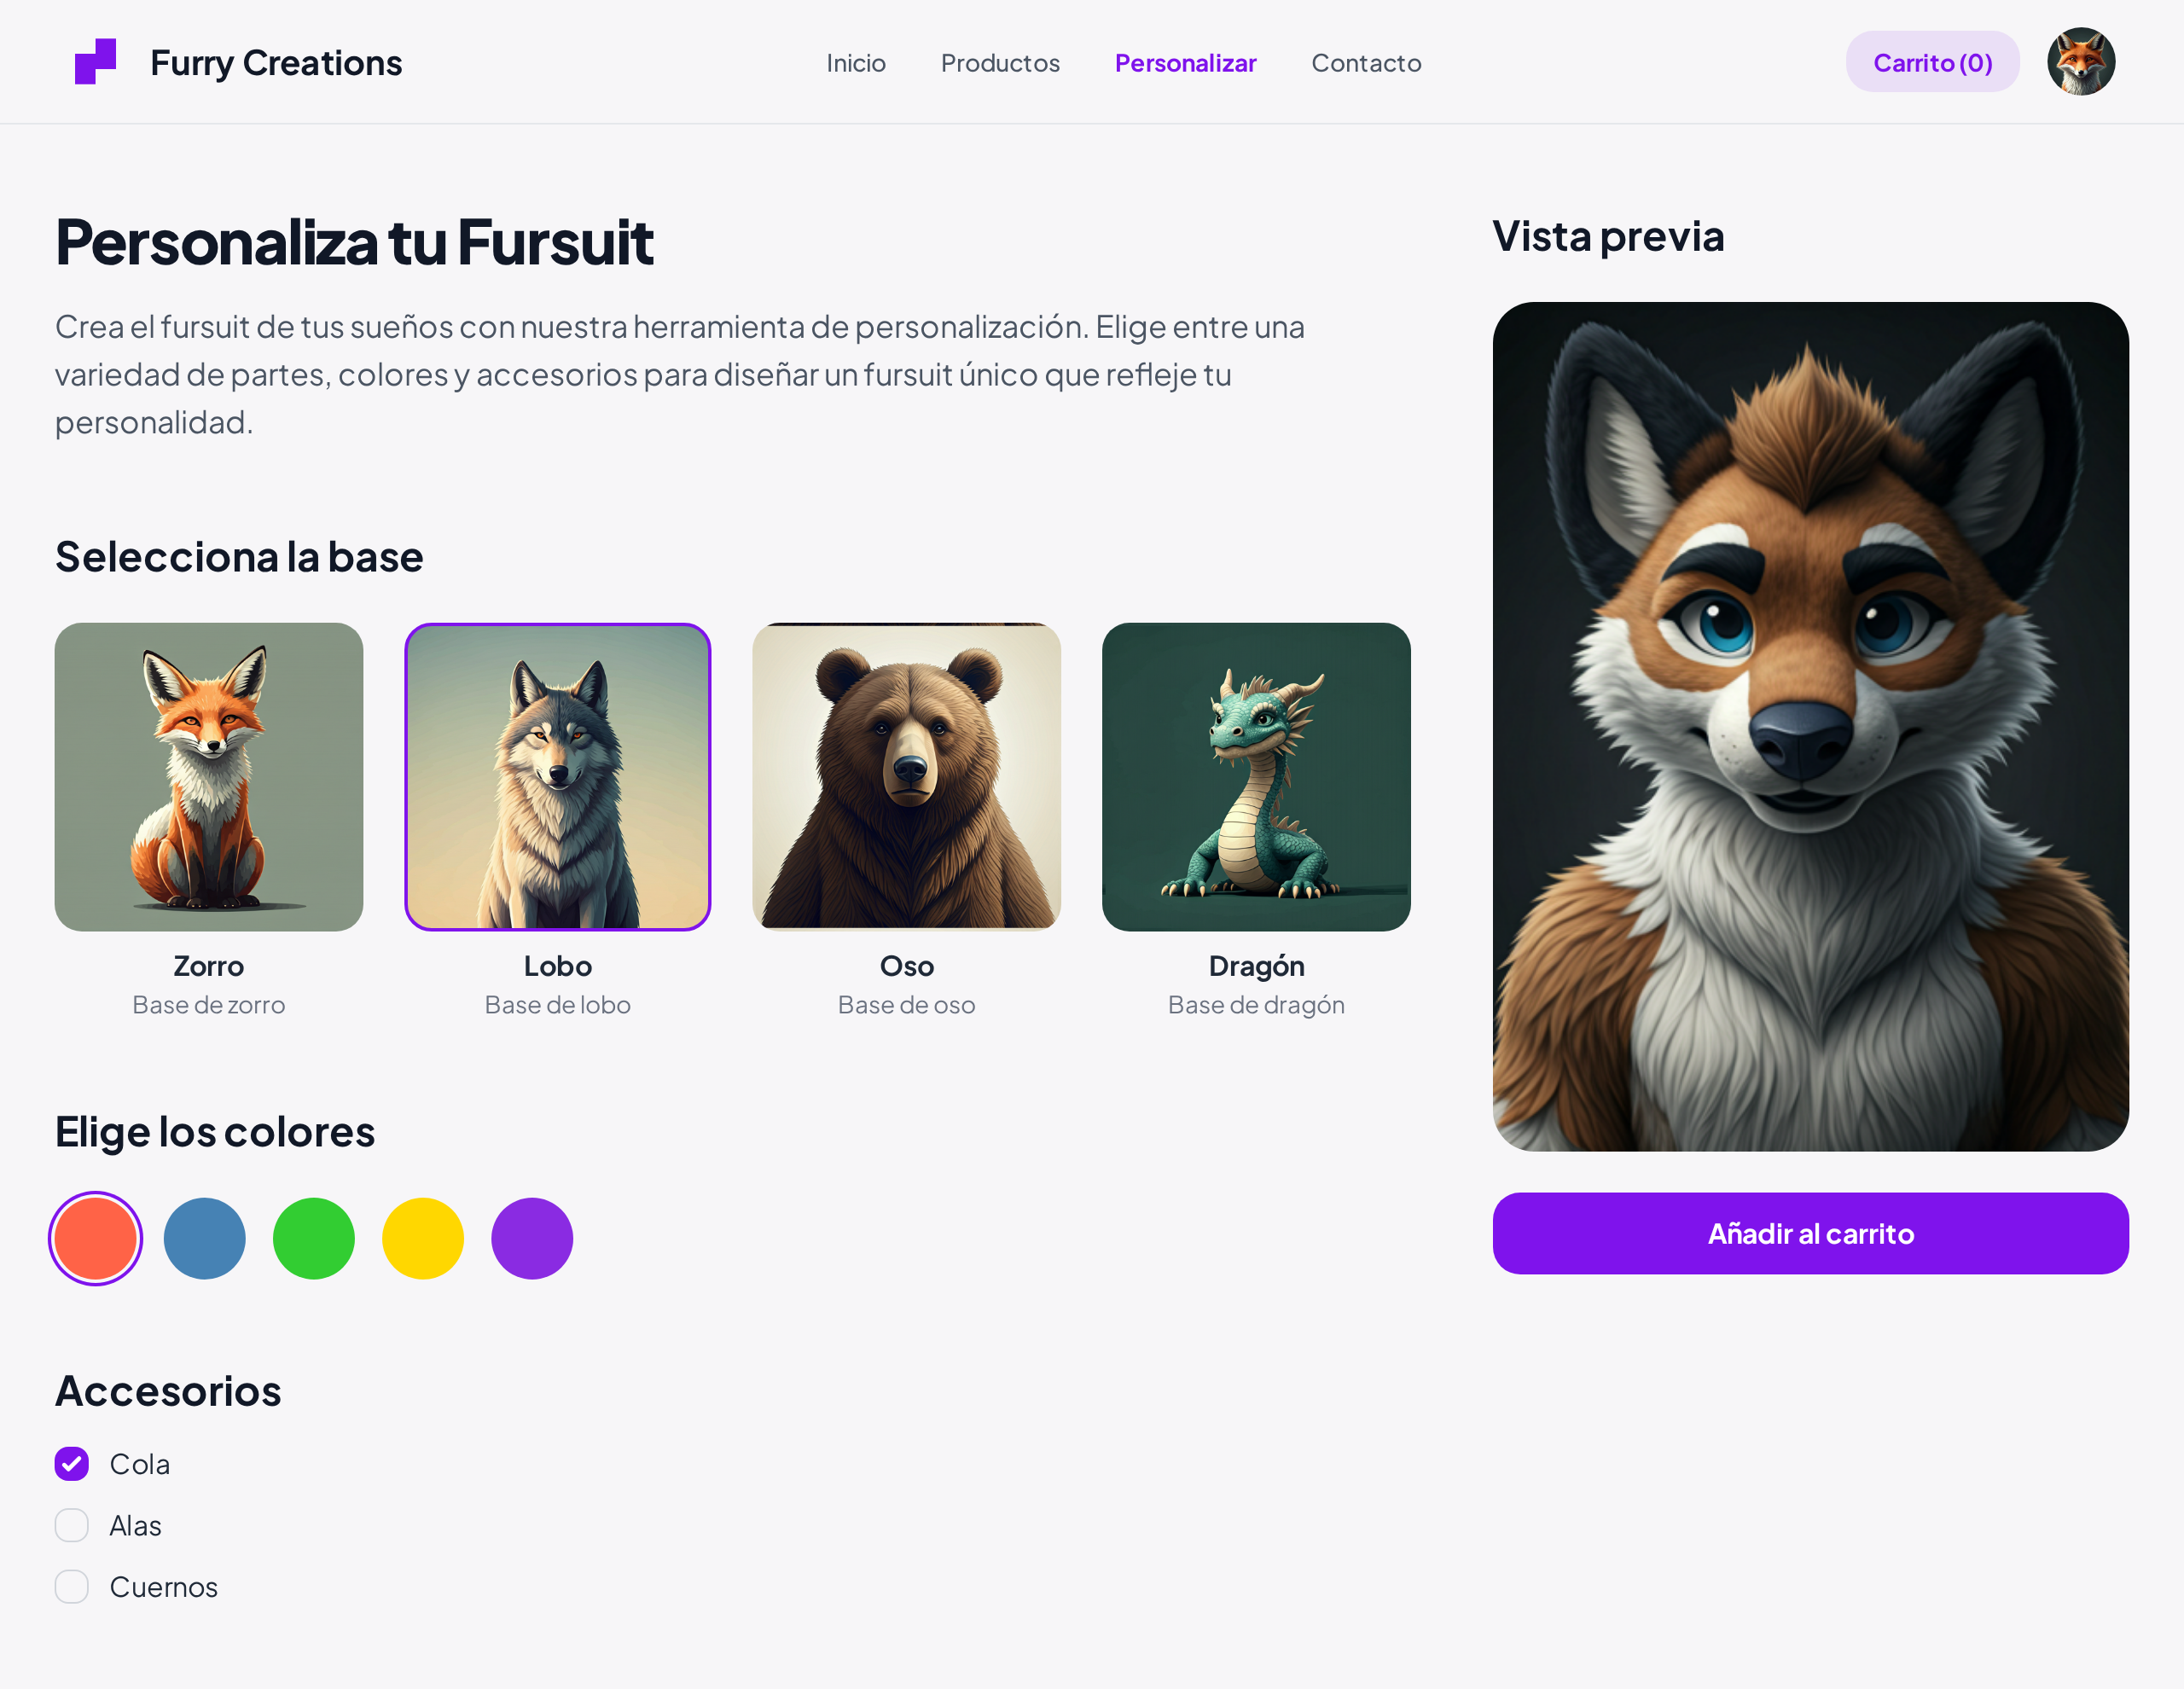 Furry Creations
Inicio
Productos
Personalizar
Contacto
Carrito (0)
Personaliza tu Fursuit
Crea el fursuit de tus sueños con nuestra herramienta de personalización. Elige entre una
variedad de partes, colores y accesorios para diseñar un fursuit único que refleje tu
personalidad.
Selecciona la base
Zorro
Base de zorro
Lobo
Base de lobo
Oso
Base de oso
Dragón
Base de dragón
Elige los colores
Accesorios
Cola
Alas
Cuernos
Vista previa
Añadir al carrito